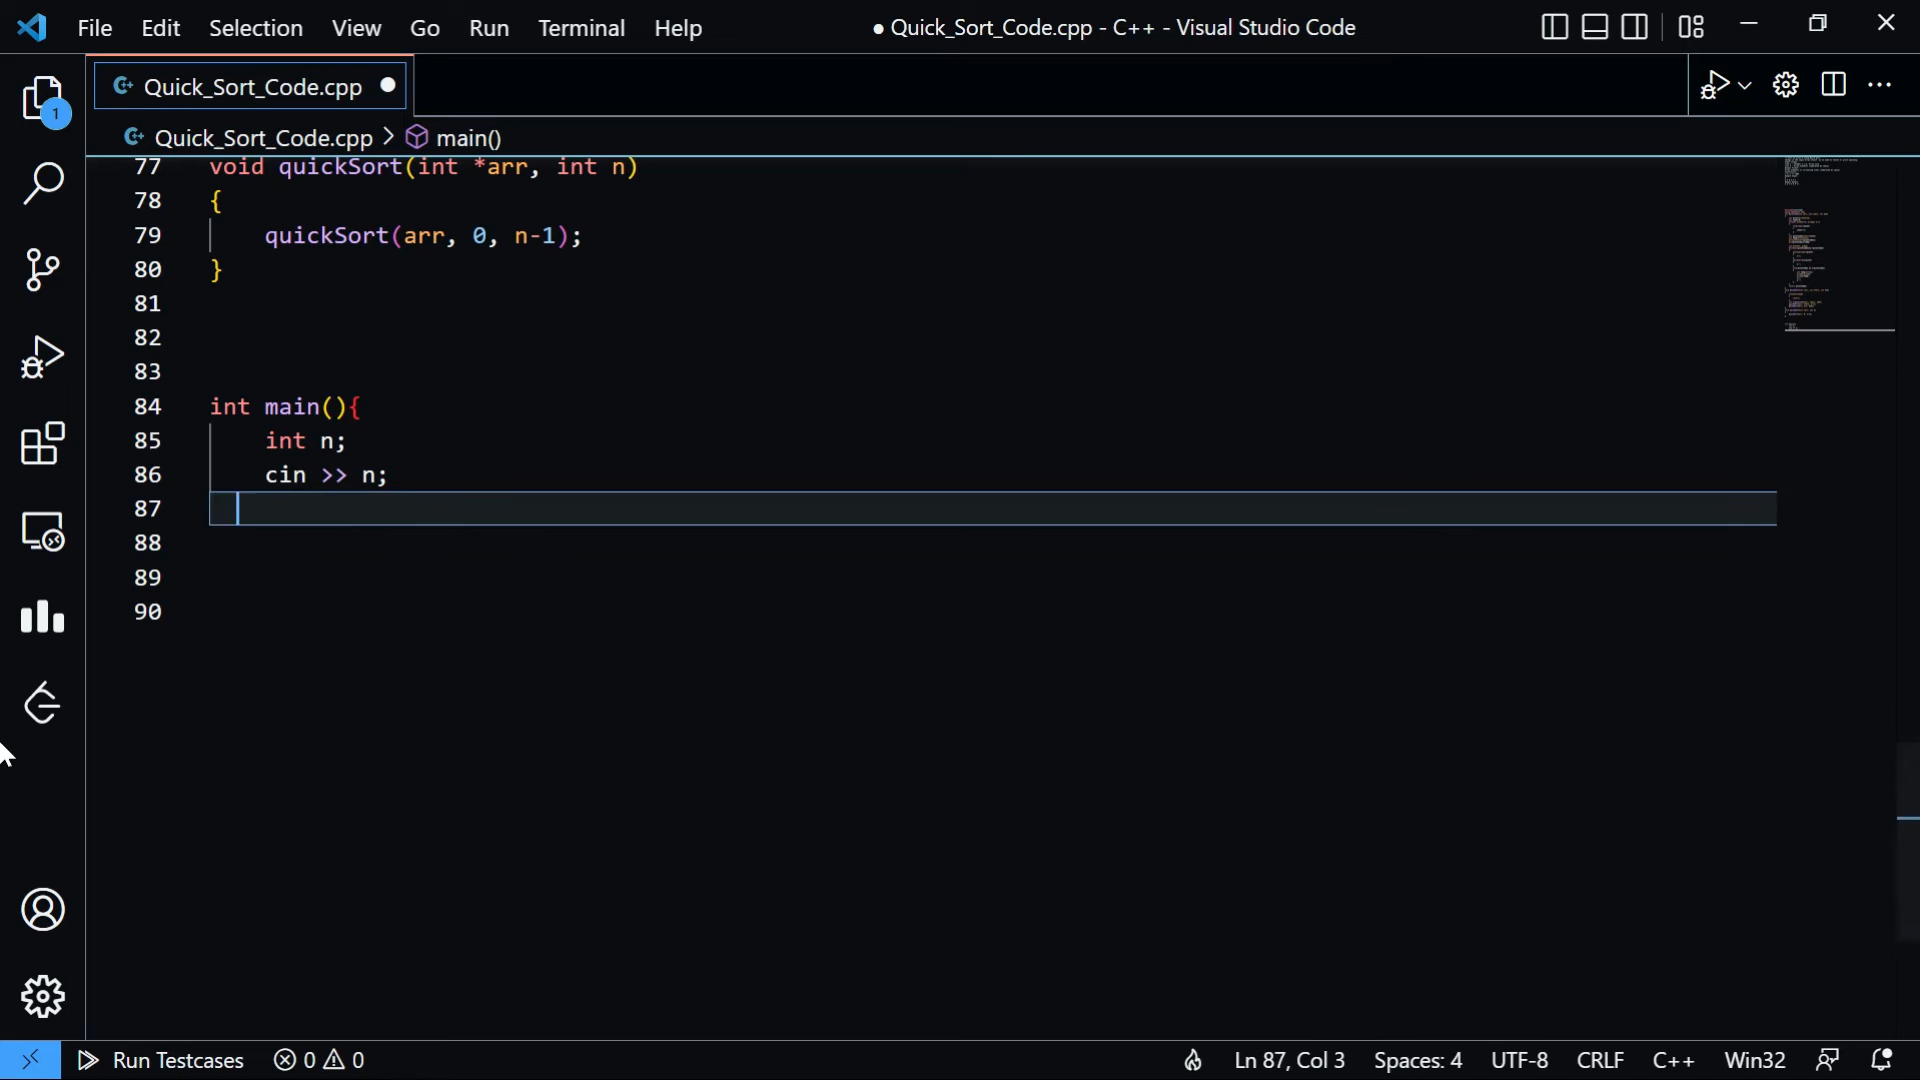 File Edit Selection View Go Run Terminal Help ● Quick_Sort_Code.cpp - C++ - Visual Studio Code
Quick_Sort_Code.cpp
Quick_Sort_Code.cpp > main()
1
77 void quickSort(int *arr, int n)
78 {
79 quickSort(arr, 0, n-1);
80 }
81
82
83
84 int main(){
85 int n;
86 cin >> n;
87
88
89
90
Run Testcases 0 0 Ln 87, Col 3 Spaces: 4 UTF-8 CRLF C++ Win32